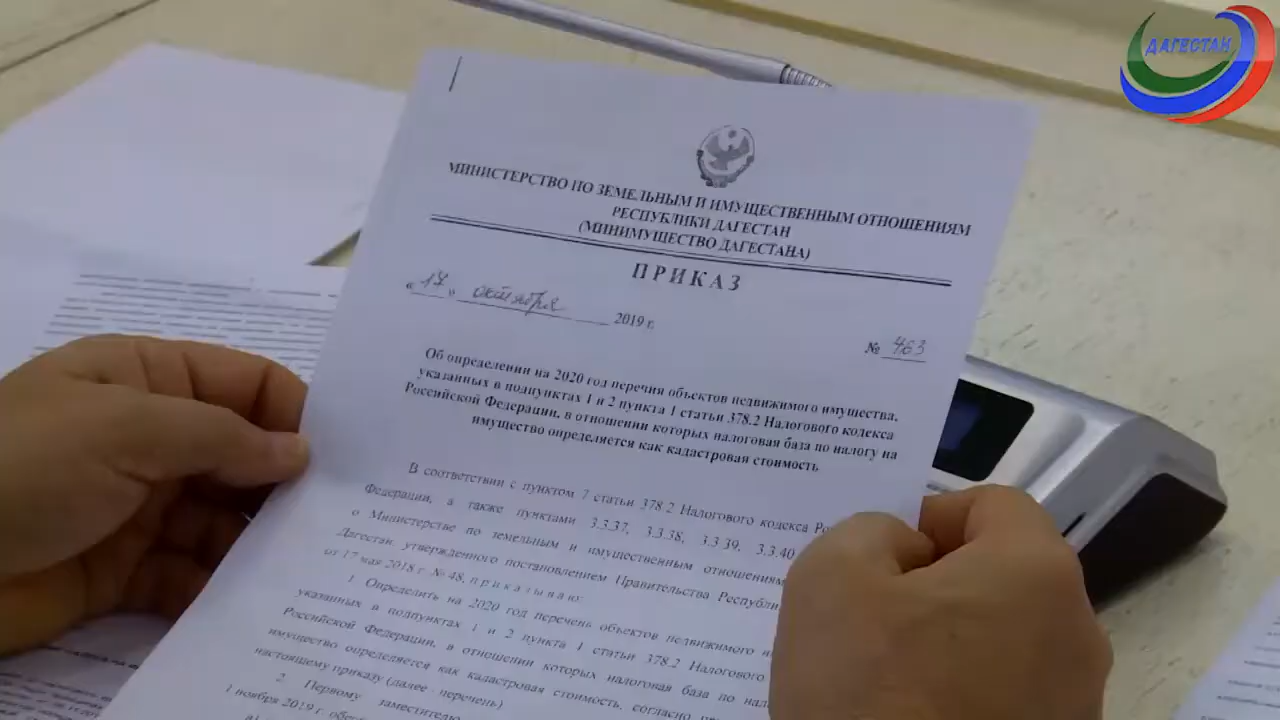 ДАГЕСТАН
МИНИСТЕРСТВО ПО ЗЕМЕЛЬНЫМ И ИМУЩЕСТВЕННЫМ ОТНОШЕНИЯМ
РЕСПУБЛИКИ ДАГЕСТАН
(МИНИМУЩЕСТВО ДАГЕСТАНА)
ПРИКАЗ
«17» октября 2019 г.
№ 463
Об определении на 2020 год перечня объектов недвижимого имущества,
указанных в подпунктах 1 и 2 пункта 1 статьи 378.2 Налогового кодекса
Российской Федерации, в отношении которых налоговая база по налогу на
имущество определяется как кадастровая стоимость
В соответствии с пунктом 7 статьи 378.2 Налогового кодекса
Федерации, а также пунктами 3.3.37, 3.3.38, 3.3.39, 3.3.40
о Министерстве по земельным и имущественным отношениям
Дагестан, утвержденного постановлением Правительства
от 17 мая 2018 г. № 48, приказываю:
1. Определить на 2020 год перечень объектов недвижимого
указанных в подпунктах 1 и 2 пункта 1 статьи 378.2 Налогового
Российской Федерации, в отношении которых налоговая база по
имущество определяется как кадастровая стоимость, согласно
настоящему приказу (далее перечень)
2. Первому заместителю
1 ноября 2019 г.